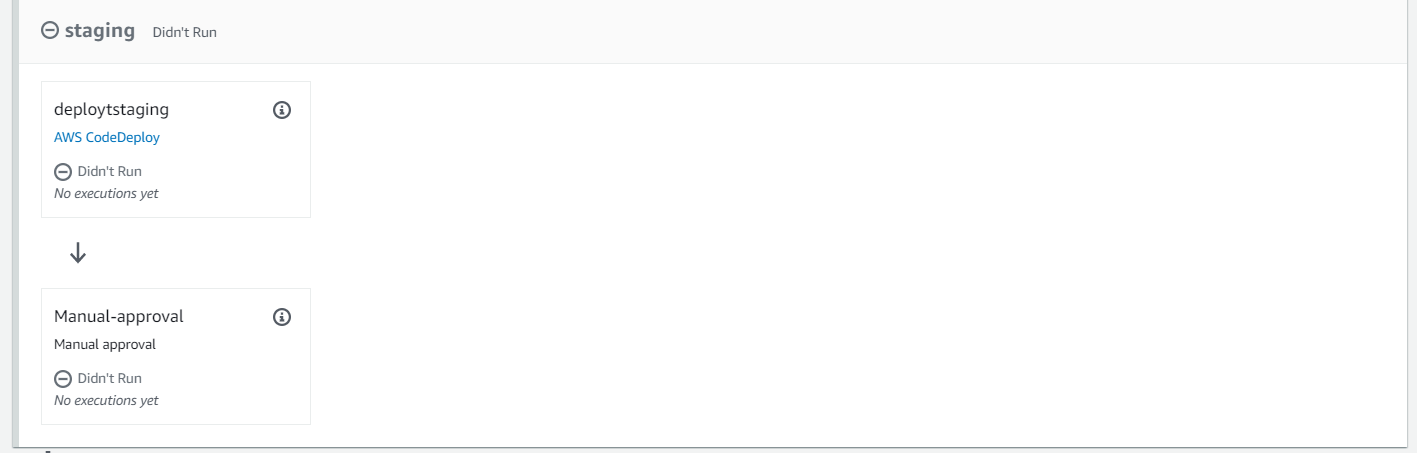 staging Didn't Run
deploytstaging
AWS CodeDeploy
Didn't Run
No executions yet
Manual-approval
Manual approval
Didn't Run
No executions yet